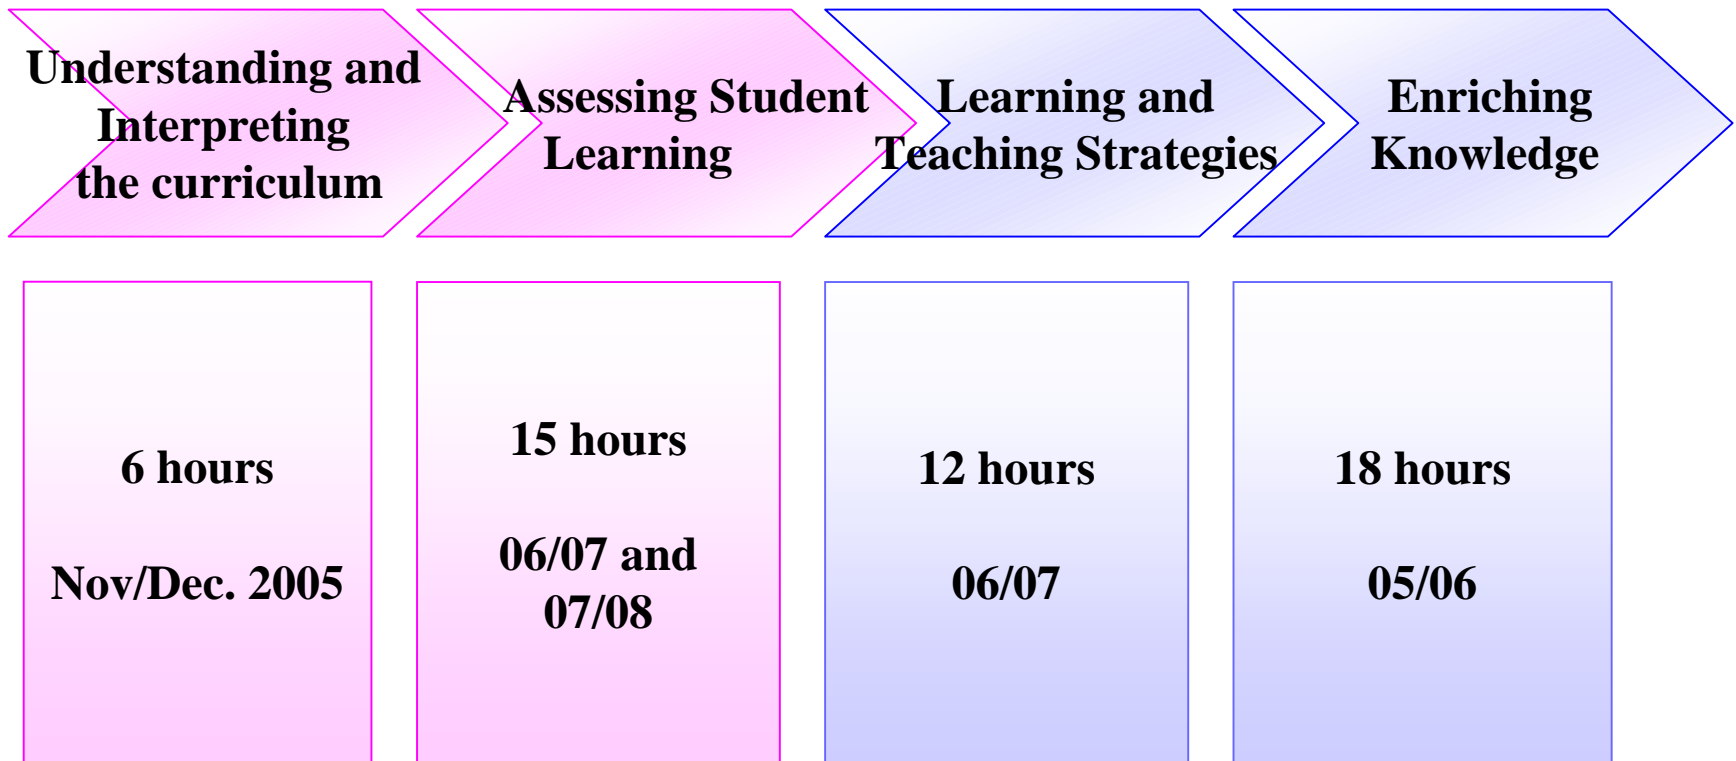 Understanding and
Interpreting
the curriculum
Assessing Student
Learning
Learning and
Teaching Strategies
Enriching
Knowledge
6 hours
Nov/Dec. 2005
15 hours
06/07 and
07/08
12 hours
06/07
18 hours
05/06